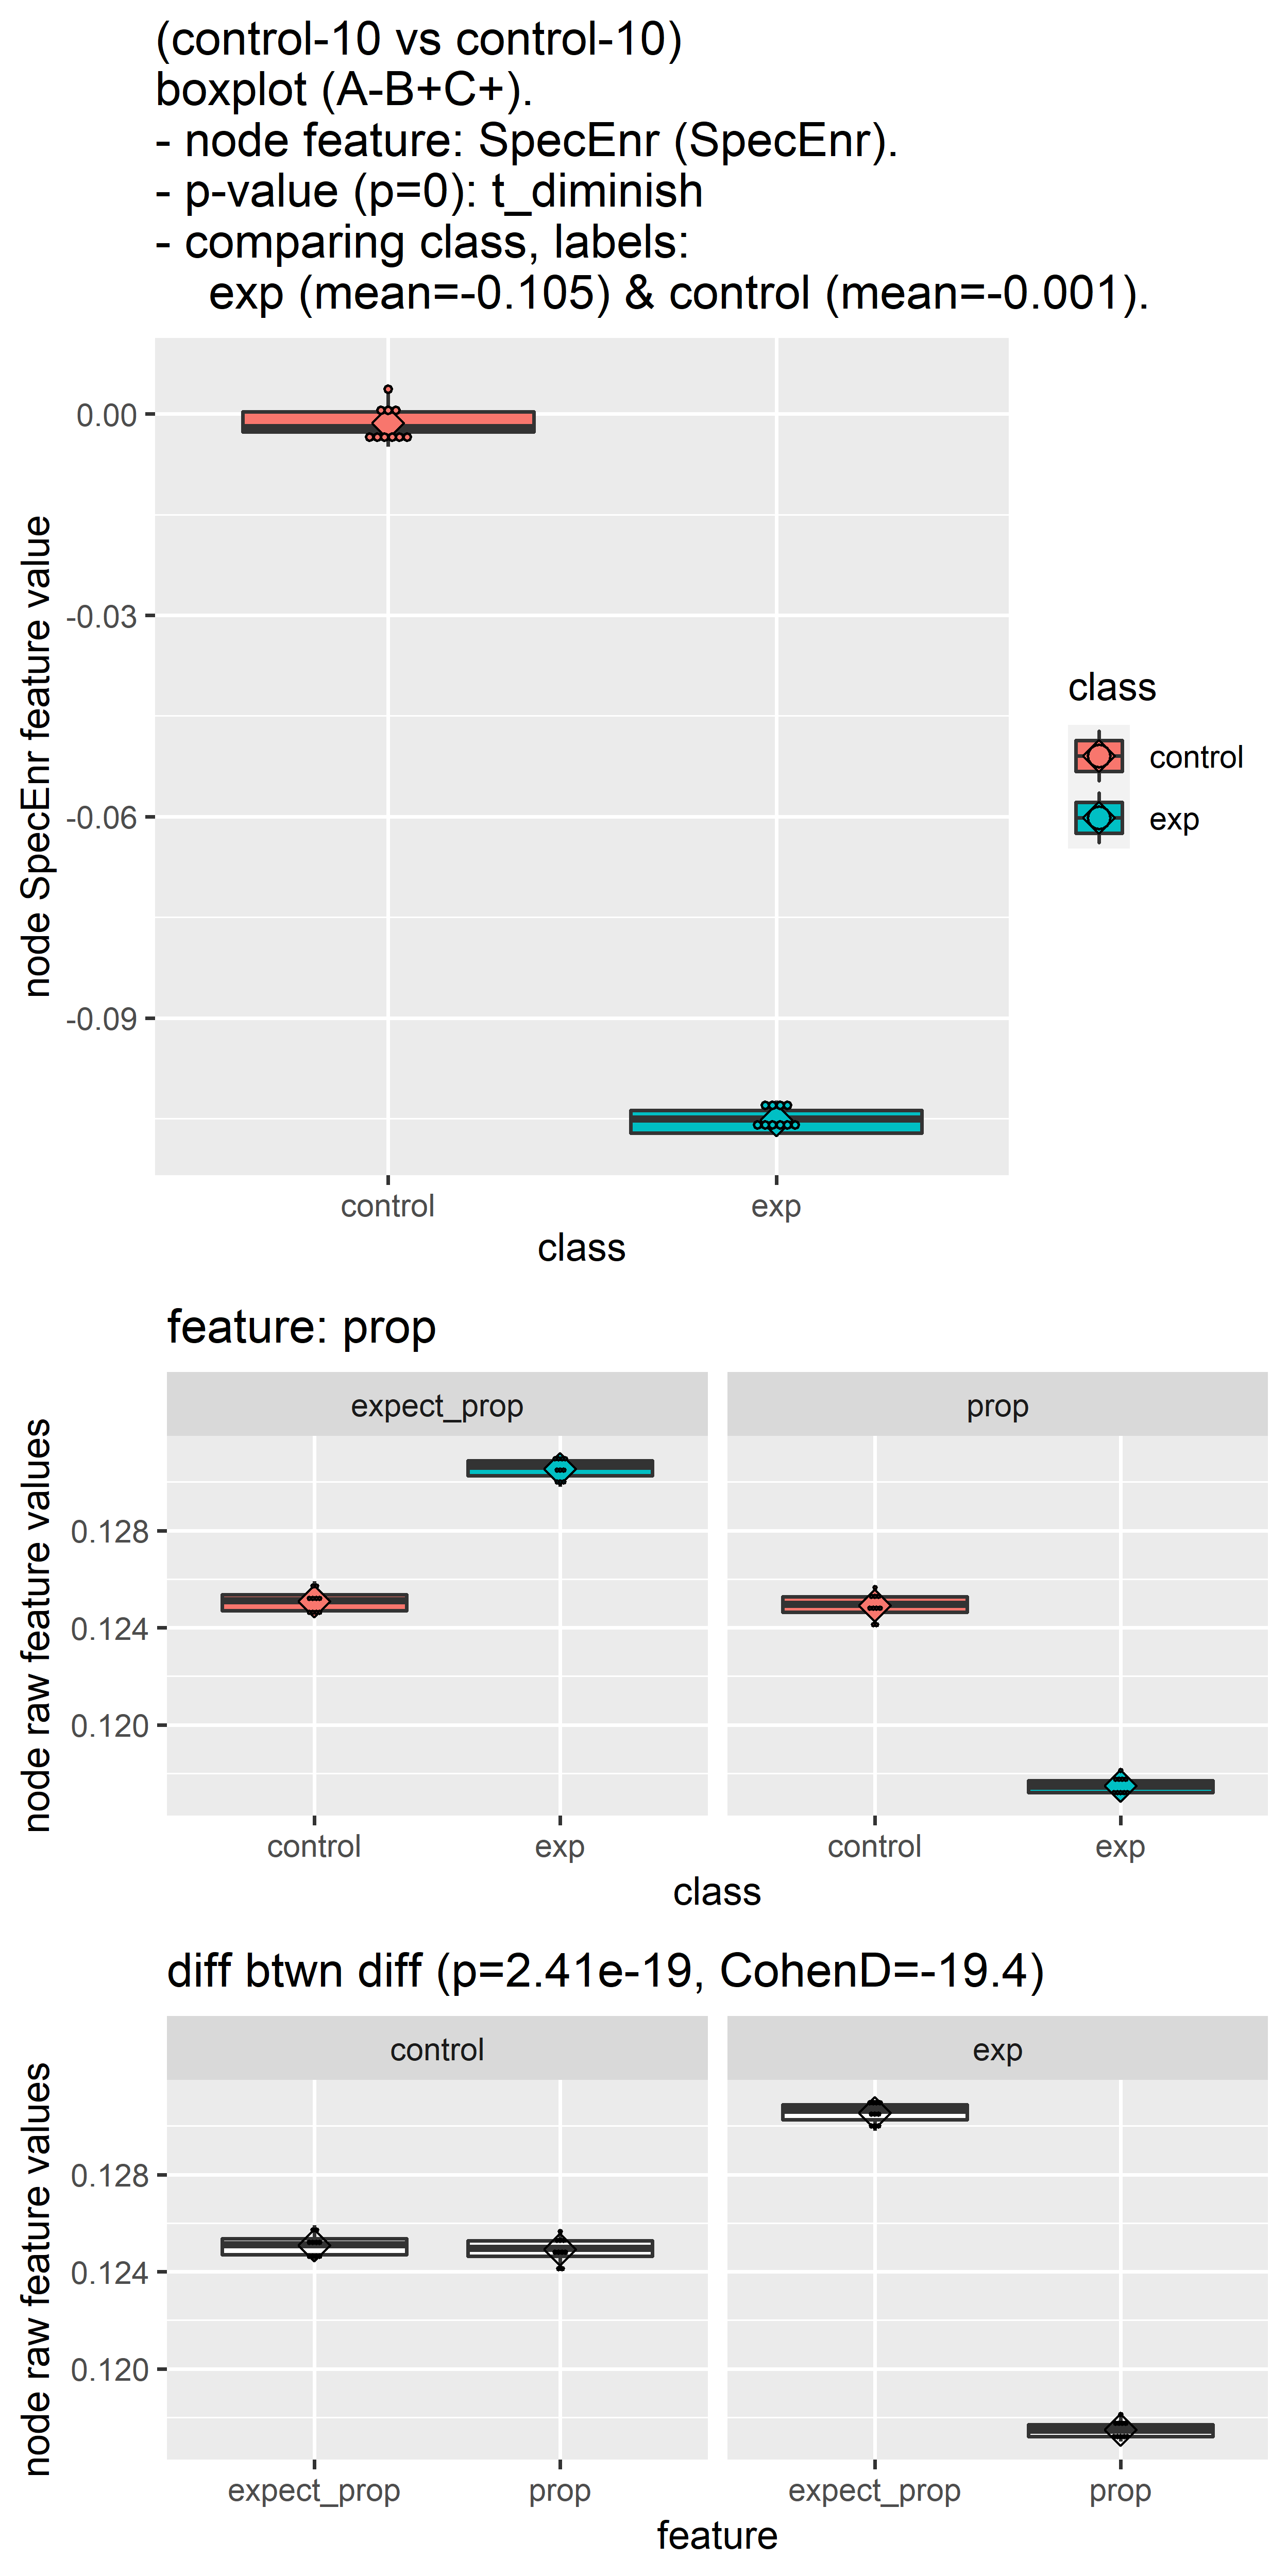 (control-10 vs control-10)
boxplot (A-B+C+).
- node feature: SpecEnr (SpecEnr).
- p-value (p=0): t_diminish
- comparing class, labels:
exp (mean=-0.105) & control (mean=-0.001).
node SpecEnr feature value
0.00
-0.03
-0.06
-0.09
control
exp
class
class
control
exp
feature: prop
expect_prop
prop
node raw feature values
0.128
0.124
0.120
control
exp
control
exp
class
diff btwn diff (p=2.41e-19, CohenD=-19.4)
control
exp
node raw feature values
0.128
0.124
0.120
expect_prop
prop
expect_prop
prop
feature